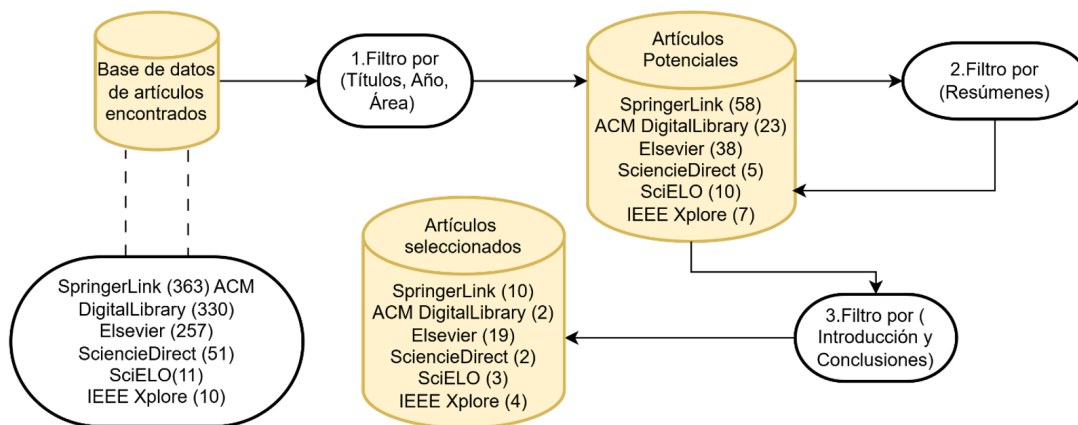 Base de datos
de artículos
encontrados
1.Filtro por
(Títulos, Año,
Área)
Artículos
Potenciales
SpringerLink (58)
ACM DigitalLibrary (23)
Elsevier (38)
SciencieDirect (5)
SciELO (10)
IEEE Xplore (7)
2.Filtro por
(Resúmenes)
SpringerLink (363) ACM
DigitalLibrary (330)
Elsevier (257)
SciencieDirect (51)
SciELO(11)
IEEE Xplore (10)
Artículos
seleccionados
SpringerLink (10)
ACM DigitalLibrary (2)
Elsevier (19)
SciencieDirect (2)
SciELO (3)
IEEE Xplore (4)
3.Filtro por (
Introducción y
Conclusiones)